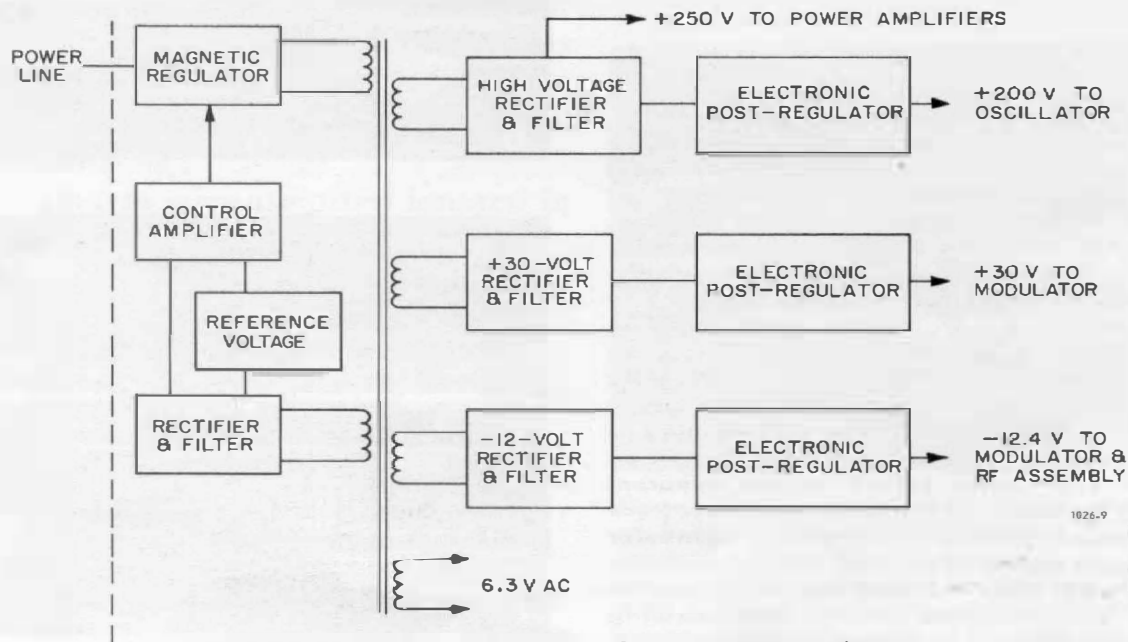 +250 V TO POWER AMPLIFIERS
POWER
LINE
MAGNETIC
REGULATOR
HIGH VOLTAGE
RECTIFIER
& FILTER
ELECTRONIC
POST-REGULATOR
+200 V TO
OSCILLATOR
CONTROL
AMPLIFIER
+30-VOLT
RECTIFIER
& FILTER
ELECTRONIC
POST-REGULATOR
+30 V TO
MODULATOR
REFERENCE
VOLTAGE
RECTIFIER
& FILTER
-12-VOLT
RECTIFIER
& FILTER
ELECTRONIC
POST-REGULATOR
-12.4 V TO
MODULATOR &
RF ASSEMBLY
1026-9
6.3 V AC